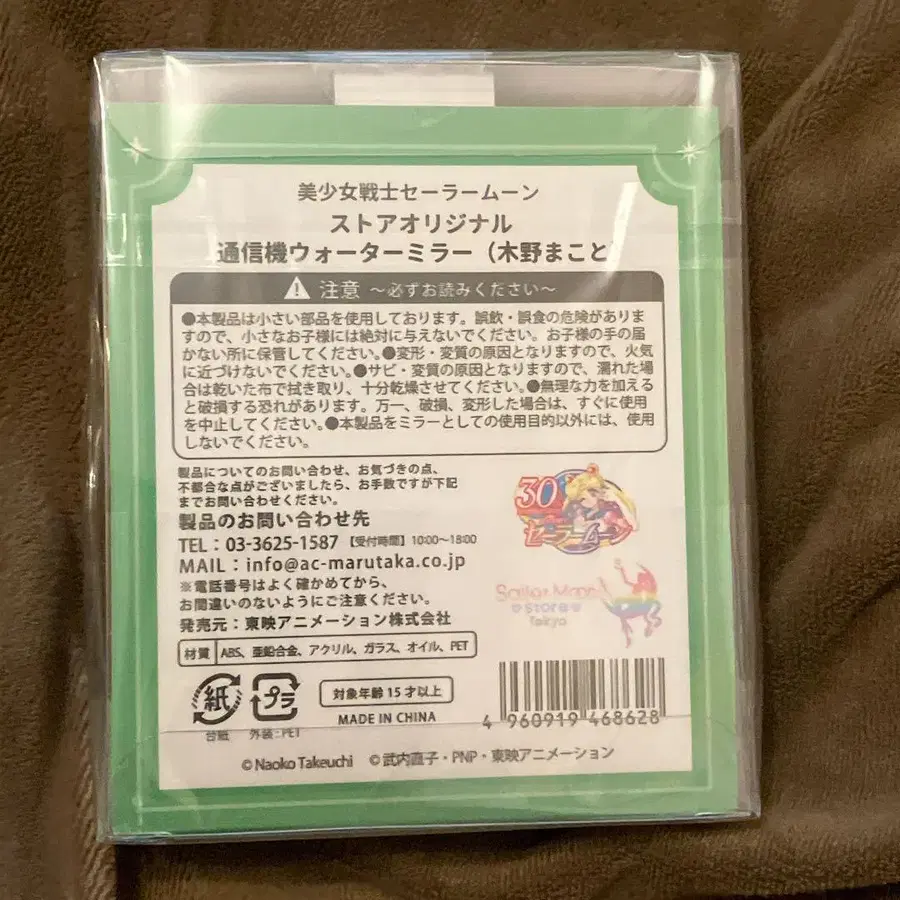 美少女戦士セーラームーン
ストアオリジナル
通信機ウォーターミラー（木野まこと）
注意 ～必ずお読みください～
●本製品は小さい部品を使用しております。誤飲・誤食の危険がありま
すので、小さなお子様には絶対に与えないでください。お子様の手の届
かない所に保管してください。●変形・変質の原因となりますので、火気
に近づけないでください。●サビ・変質の原因となりますので、濡れた場
合は乾いた布で拭き取り、十分乾燥させてください。●無理な力を加える
と破損する恐れがあります。万一、破損、変形した場合は、すぐに使用
を中止してください。●本製品をミラーとしての使用目的以外には、使用
しないでください。
製品についてのお問い合わせ、お気づきの点、
不都合な点がございましたら、お手数ですが下記
までお問い合わせください。
製品のお問い合わせ先
TEL：03-3625-1587【受付時間】10:00～18:00
MAIL：info@ac-marutaka.co.jp
※電話番号はよく確かめてから、
お間違いのないようにご注意ください。
発売元：東映アニメーション株式会社
材質 ABS、亜鉛合金、アクリル、ガラス、オイル、PET
30
セーラームーン
Sailor Moon
store
Tokyo
紙
台紙
プラ
外装：PET
対象年齢15才以上
MADE IN CHINA
4 960919 468628
©Naoko Takeuchi ©武内直子・PNP・東映アニメーション